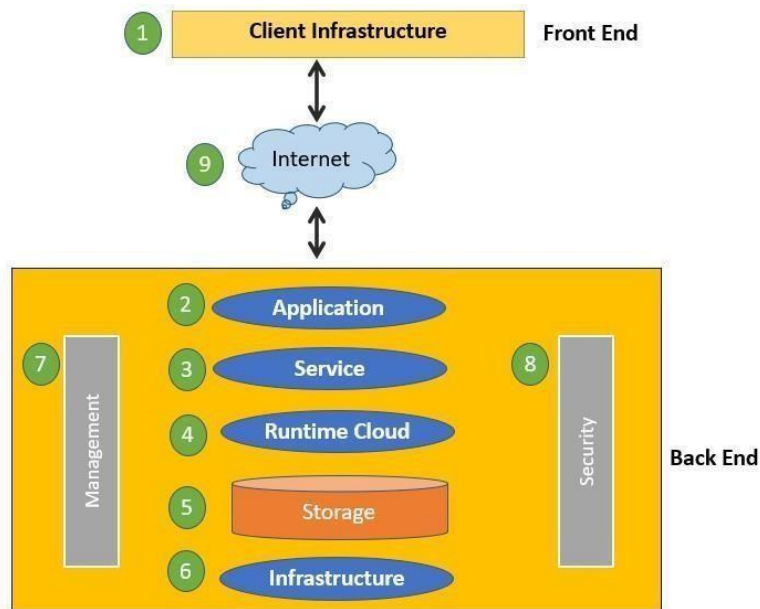 1 Client Infrastructure Front End
9 Internet
2 Application
7 3 Service 8
4 Runtime Cloud
Management Security Back End
5 Storage
6 Infrastructure